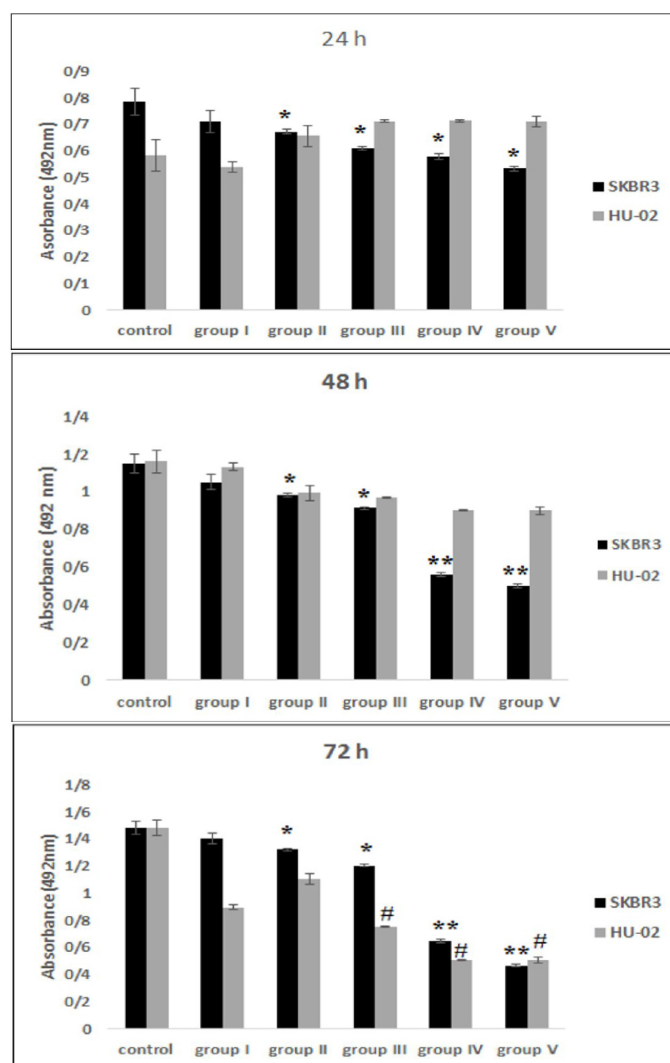 24 h
Asorbance (492nm)
0/9
0/8
0/7
0/6
0/5
0/4
0/3
0/2
0/1
0
* * * *
SKBR3
HU-02
control group I group II group III group IV group V
48 h
Absorbance (492 nm)
1/4
1/2
1
0/8
0/6
0/4
0/2
0
* * ** **
SKBR3
HU-02
control group I group II group III group IV group V
72 h
Absorbance(492nm)
1/8
1/6
1/4
1/2
1
0/8
0/6
0/4
0/2
0
* * # ** # ** #
SKBR3
HU-02
control group I group II group III group IV group V